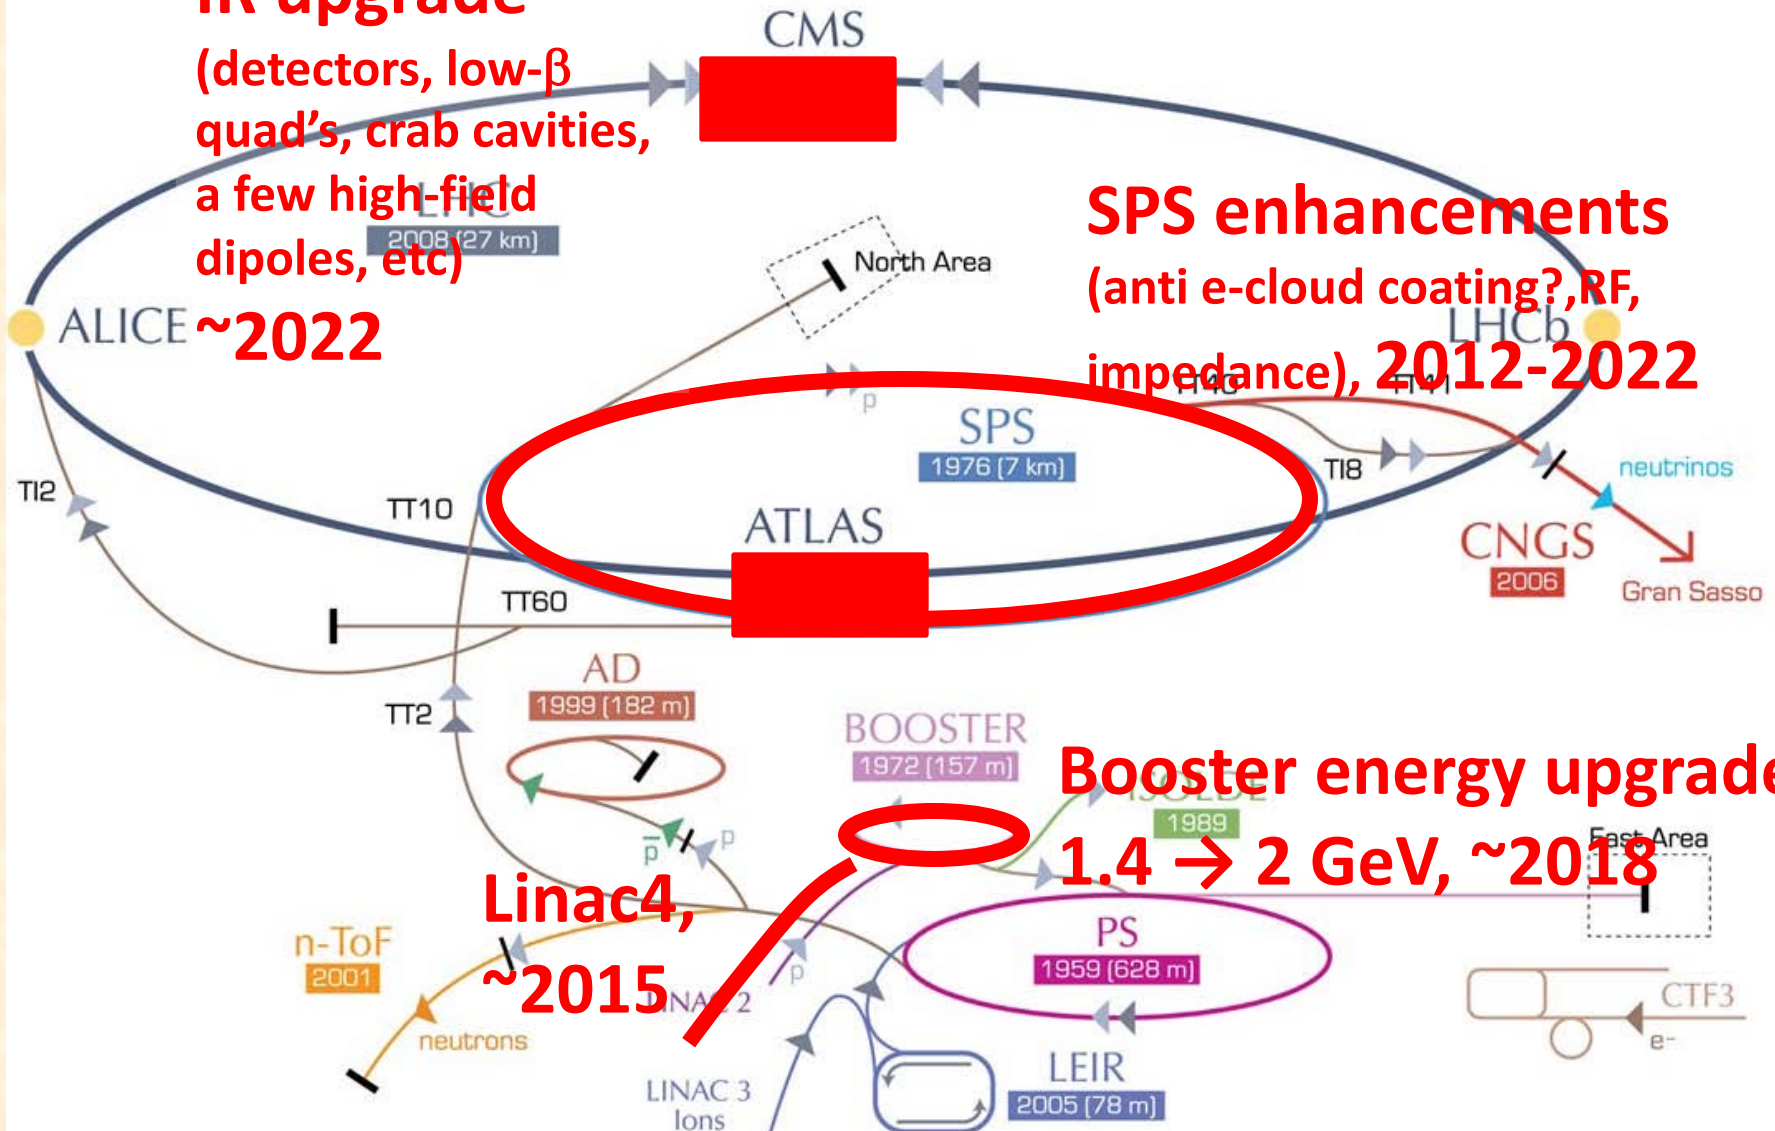 IR upgrade
(detectors, low-β
quad's, crab cavities,
a few high-field
dipoles, etc)
~2022
CMS
LHC
2008 (27 km)
North Area
SPS enhancements
(anti e-cloud coating?,RF,
impedance), 2012-2022
ALICE
LHCb
TT40
TT41
p
SPS
1976 (7 km)
TI2
TT10
TI8
neutrinos
ATLAS
CNGS
2006
Gran Sasso
TT60
AD
1999 (182 m)
TT2
BOOSTER
1972 (157 m)
Booster energy upgrade
1.4 → 2 GeV, ~2018
ISOLDE
1989
East Area
p̅
p
Linac4,
~2015
n-ToF
2001
neutrons
LINAC 2
p
PS
1959 (628 m)
CTF3
e-
LINAC 3
Ions
LEIR
2005 (78 m)